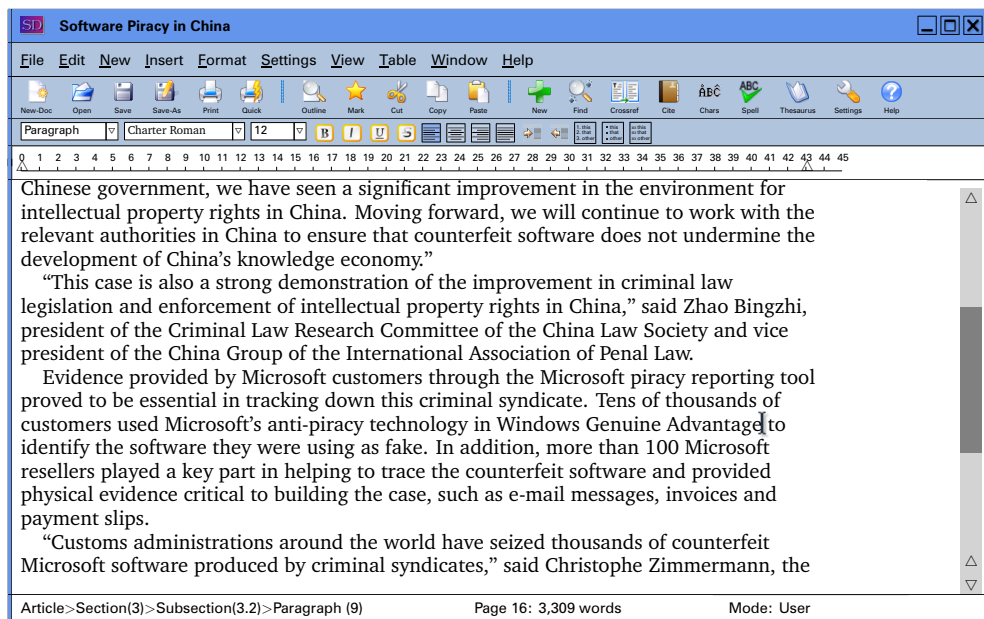 SD Software Piracy in China
File Edit New Insert Format Settings View Table Window Help
New-Doc Open Save Save-As Print Quick Outline Mark Cut Copy Paste New Find Crossref Cite ÂBĈ Chars ABC Spell Thesaurus Settings ? Help
Paragraph Charter Roman 12 B I U S 1. this 2. that 3. other • this • that • other
0 1 2 3 4 5 6 7 8 9 10 11 12 13 14 15 16 17 18 19 20 21 22 23 24 25 26 27 28 29 30 31 32 33 34 35 36 37 38 39 40 41 42 43 44 45
Chinese government, we have seen a significant improvement in the environment for
intellectual property rights in China. Moving forward, we will continue to work with the
relevant authorities in China to ensure that counterfeit software does not undermine the
development of China’s knowledge economy.”
“This case is also a strong demonstration of the improvement in criminal law
legislation and enforcement of intellectual property rights in China,” said Zhao Bingzhi,
president of the Criminal Law Research Committee of the China Law Society and vice
president of the China Group of the International Association of Penal Law.
Evidence provided by Microsoft customers through the Microsoft piracy reporting tool
proved to be essential in tracking down this criminal syndicate. Tens of thousands of
customers used Microsoft’s anti-piracy technology in Windows Genuine Advantage to
identify the software they were using as fake. In addition, more than 100 Microsoft
resellers played a key part in helping to trace the counterfeit software and provided
physical evidence critical to building the case, such as e-mail messages, invoices and
payment slips.
“Customs administrations around the world have seized thousands of counterfeit
Microsoft software produced by criminal syndicates,” said Christophe Zimmermann, the
Article>Section(3)>Subsection(3.2)>Paragraph (9) Page 16: 3,309 words Mode: User